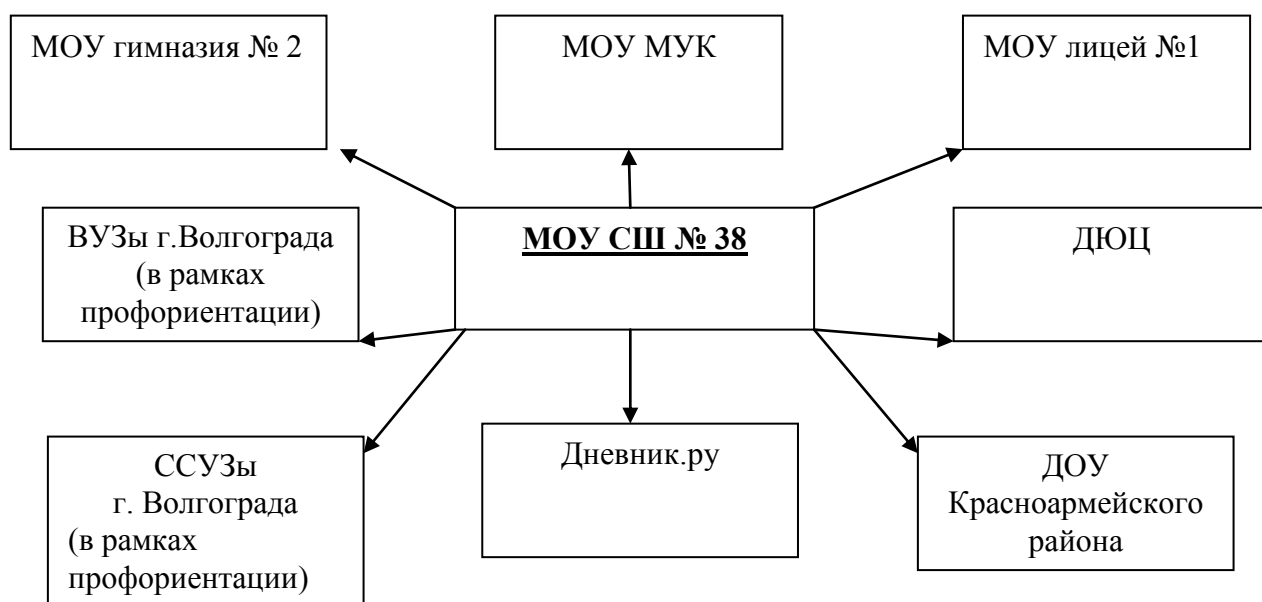 МОУ гимназия № 2
МОУ МУК
МОУ лицей №1
ВУЗы г.Волгограда
(в рамках
профориентации)
МОУ СШ № 38
ДЮЦ
ССУЗы
г. Волгограда
(в рамках
профориентации)
Дневник.ру
ДОУ
Красноармейского
района